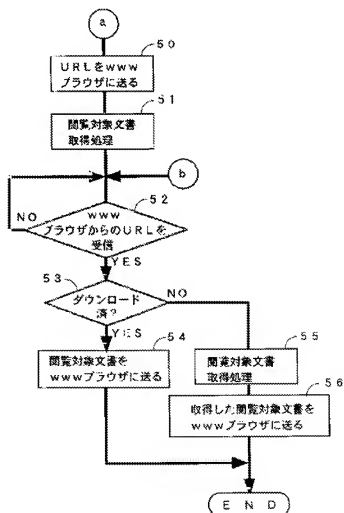 a
50
URLをwww
ブラウザに送る
51
閲覧対象文書
取得処理
b
52
NO
www
ブラウザからのURLを
受信
YES
53
ダウンロード
済?
NO
YES
54
閲覧対象文書を
wwwブラウザに送る
55
閲覧対象文書
取得処理
56
取得した閲覧対象文書を
wwwブラウザに送る
END